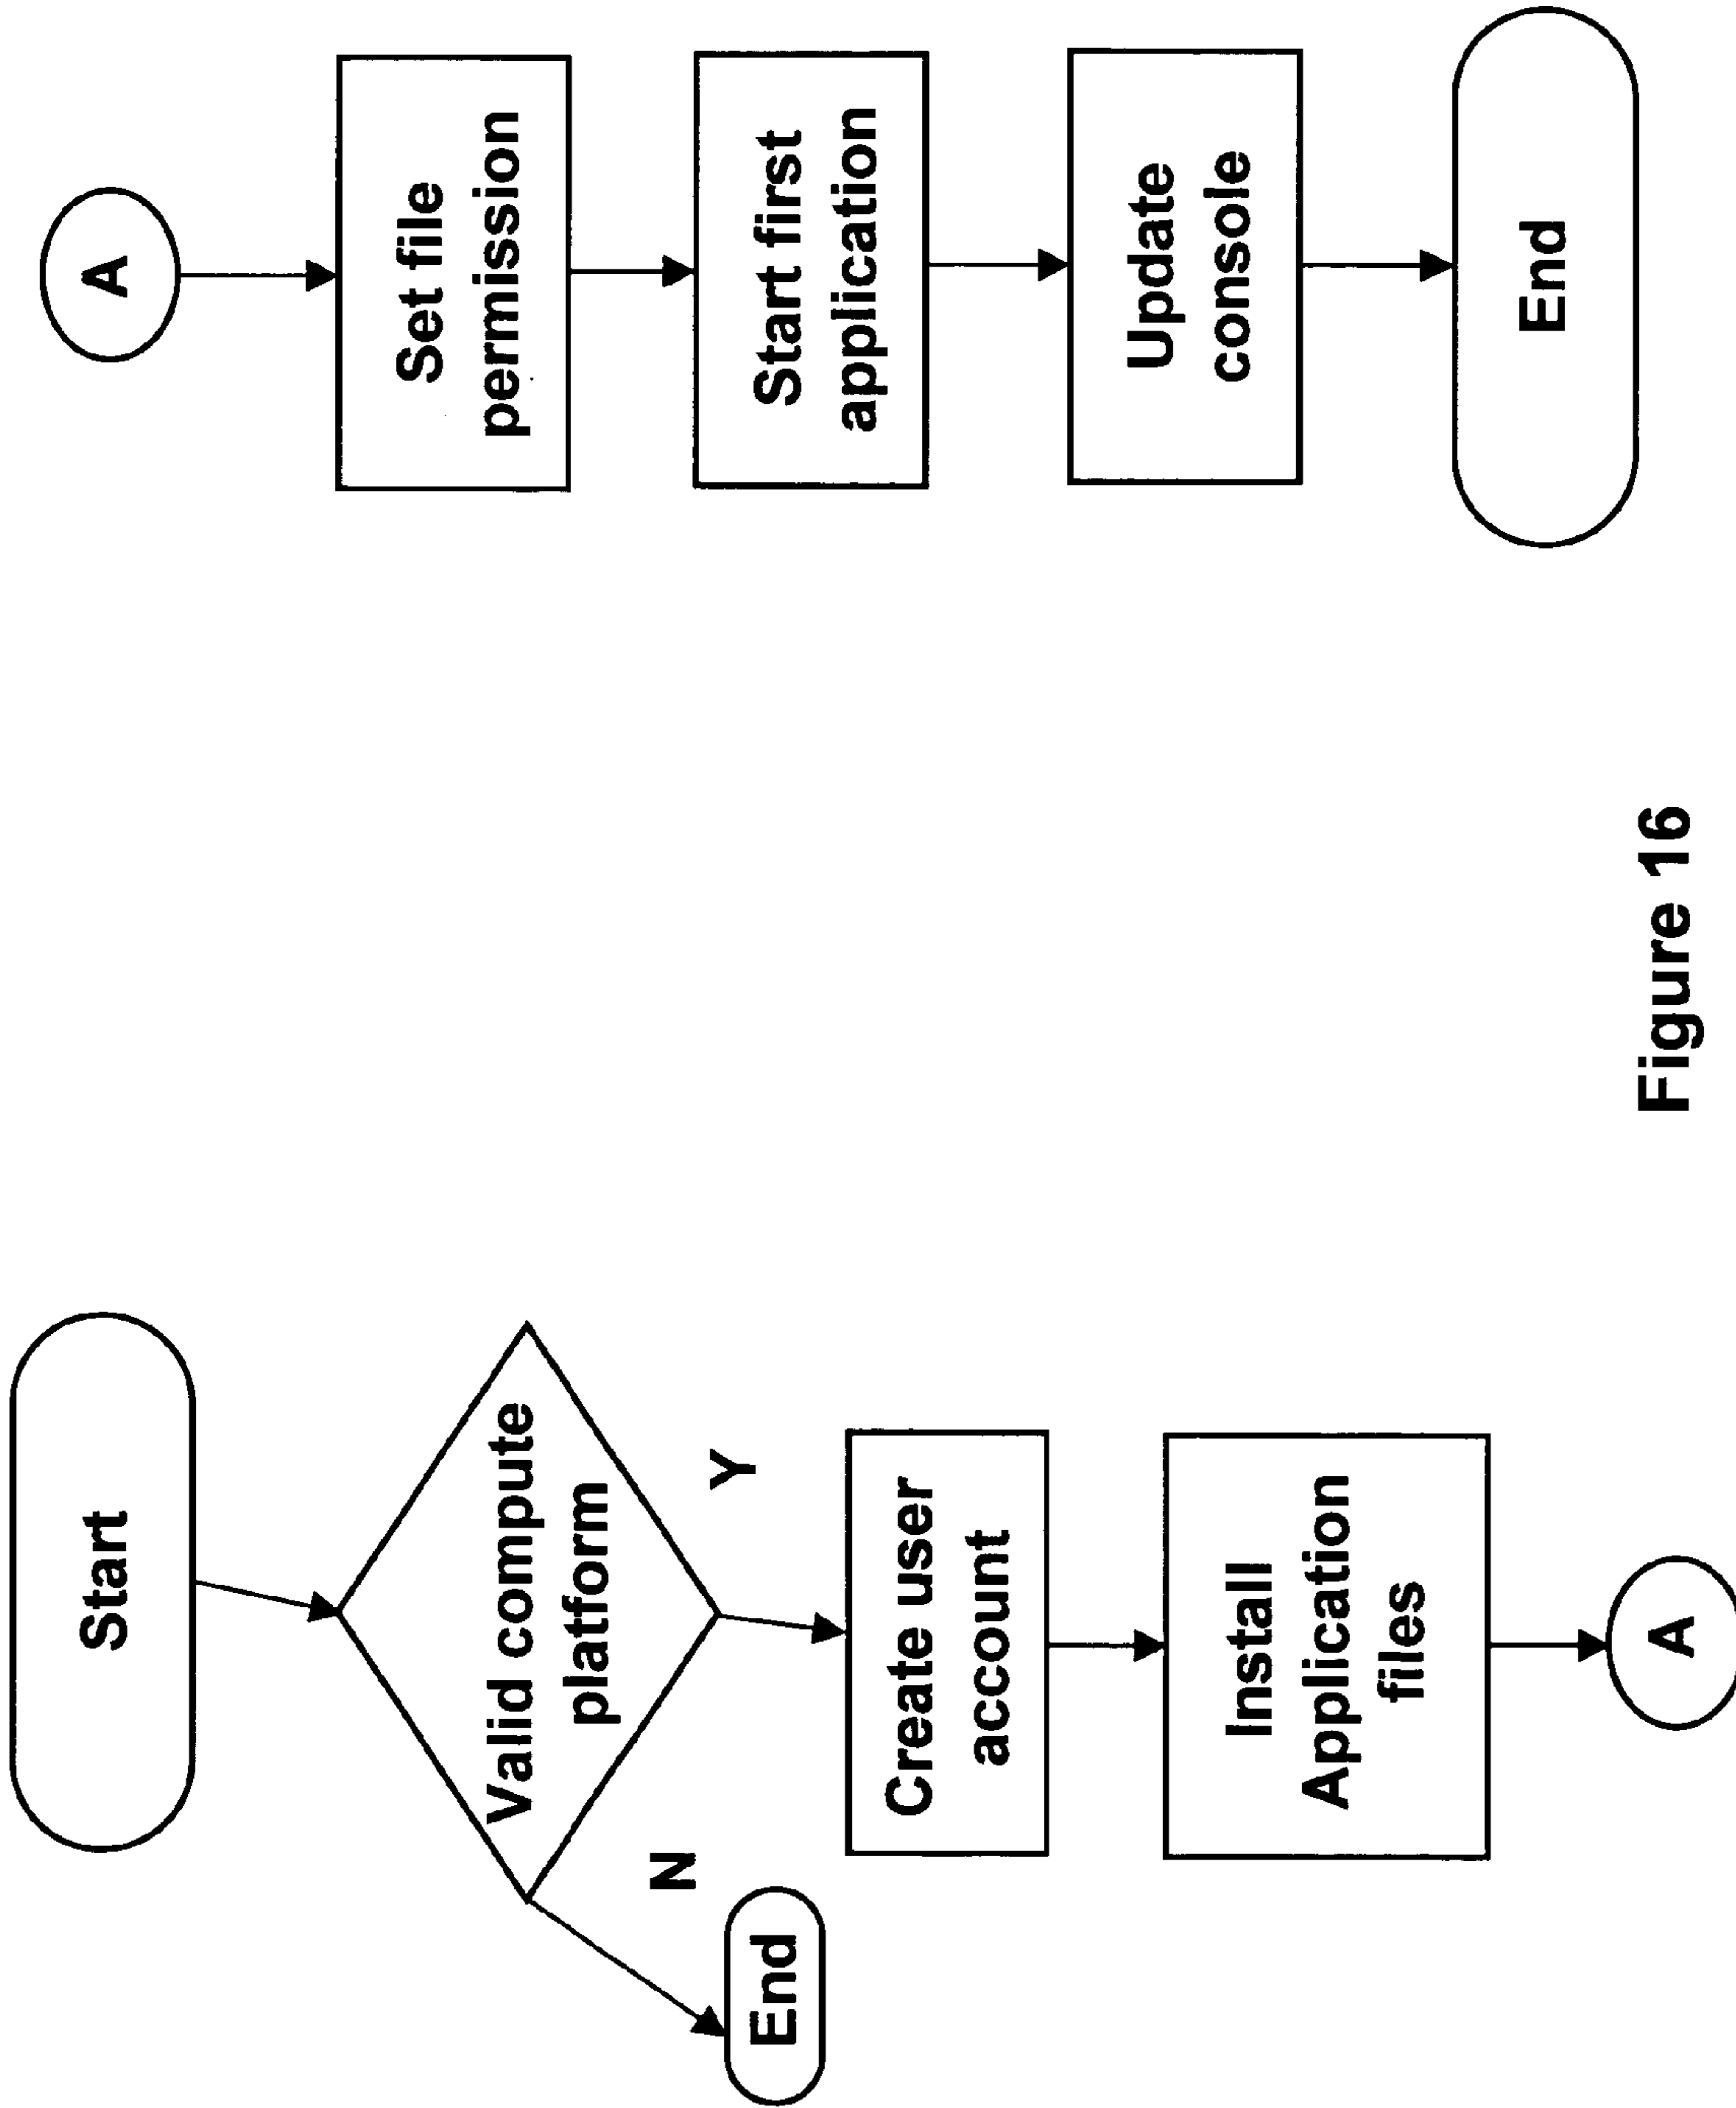 Start
Valid compute
platform
N
Y
End
Create user
account
Install
Application
files
A
A
Set file
permission
Start first
application
Update
console
End
Figure 16